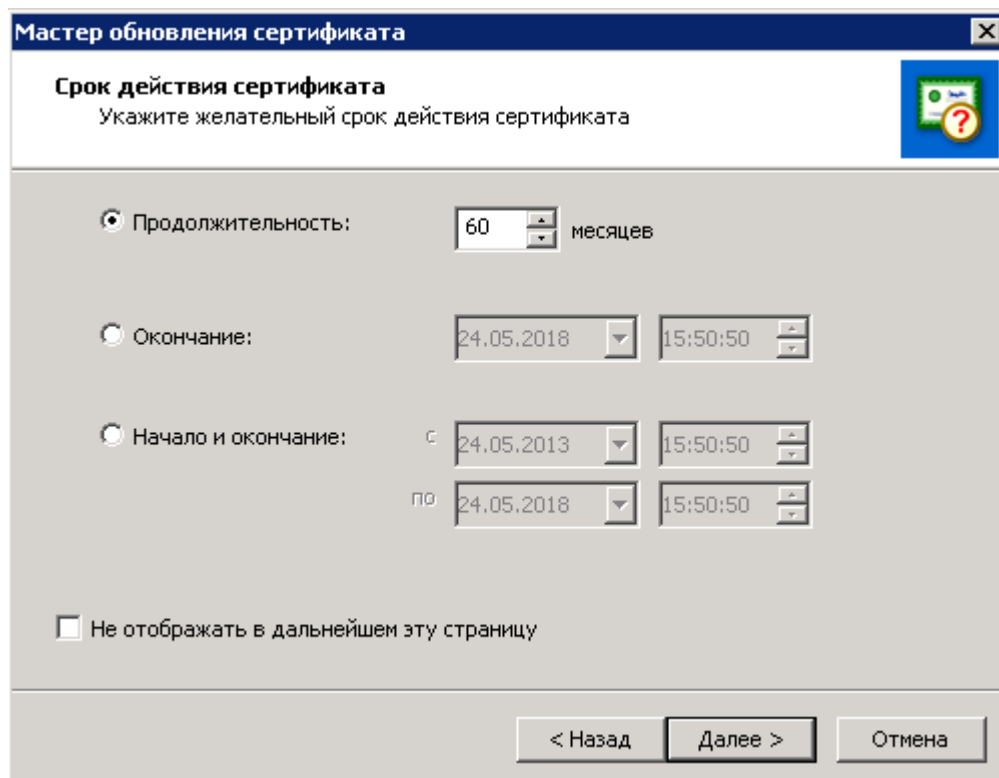 Мастер обновления сертификата
Срок действия сертификата
Укажите желательный срок действия сертификата
Продолжительность: 60 месяцев
Окончание: 24.05.2018 15:50:50
Начало и окончание: с 24.05.2013 15:50:50
по 24.05.2018 15:50:50
Не отображать в дальнейшем эту страницу
< Назад Далее > Отмена